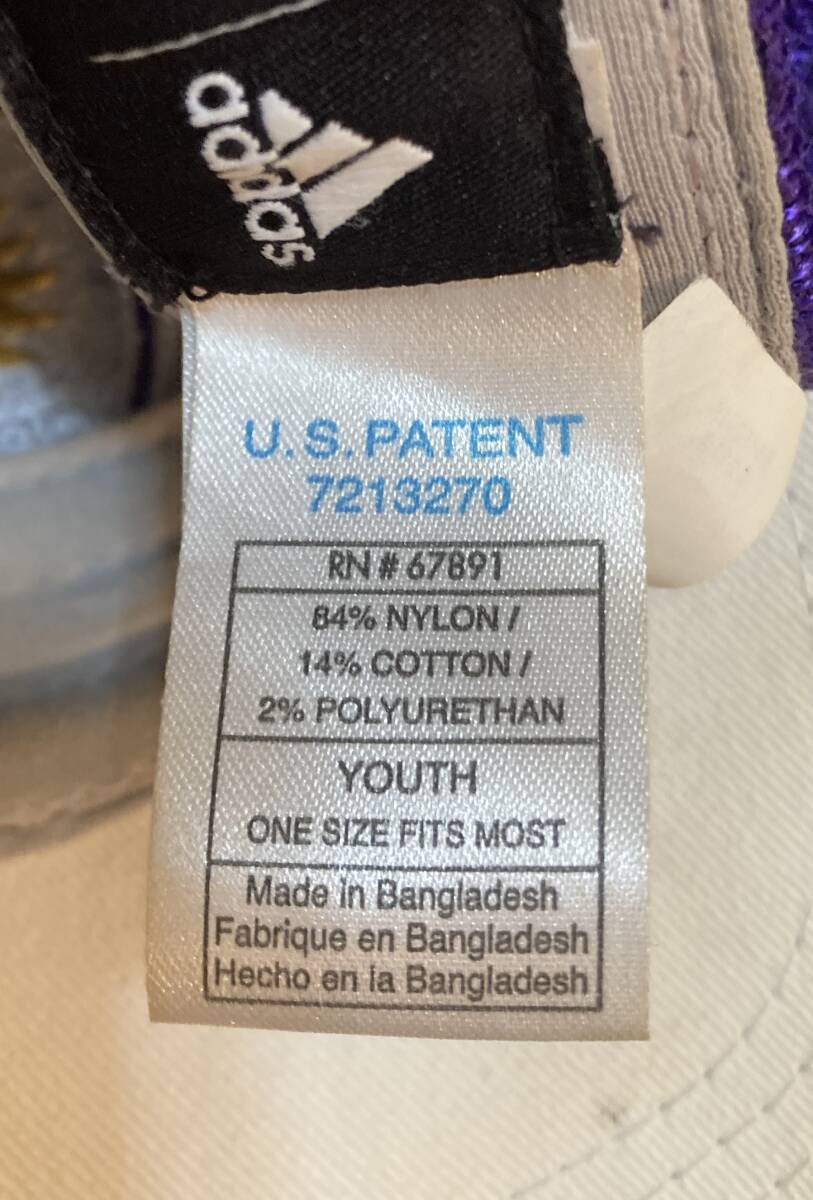 adidas
U.S. PATENT
7213270
RN # 67891
84% NYLON /
14% COTTON /
2% POLYURETHAN
YOUTH
ONE SIZE FITS MOST
Made in Bangladesh
Fabrique en Bangladesh
Hecho en la Bangladesh